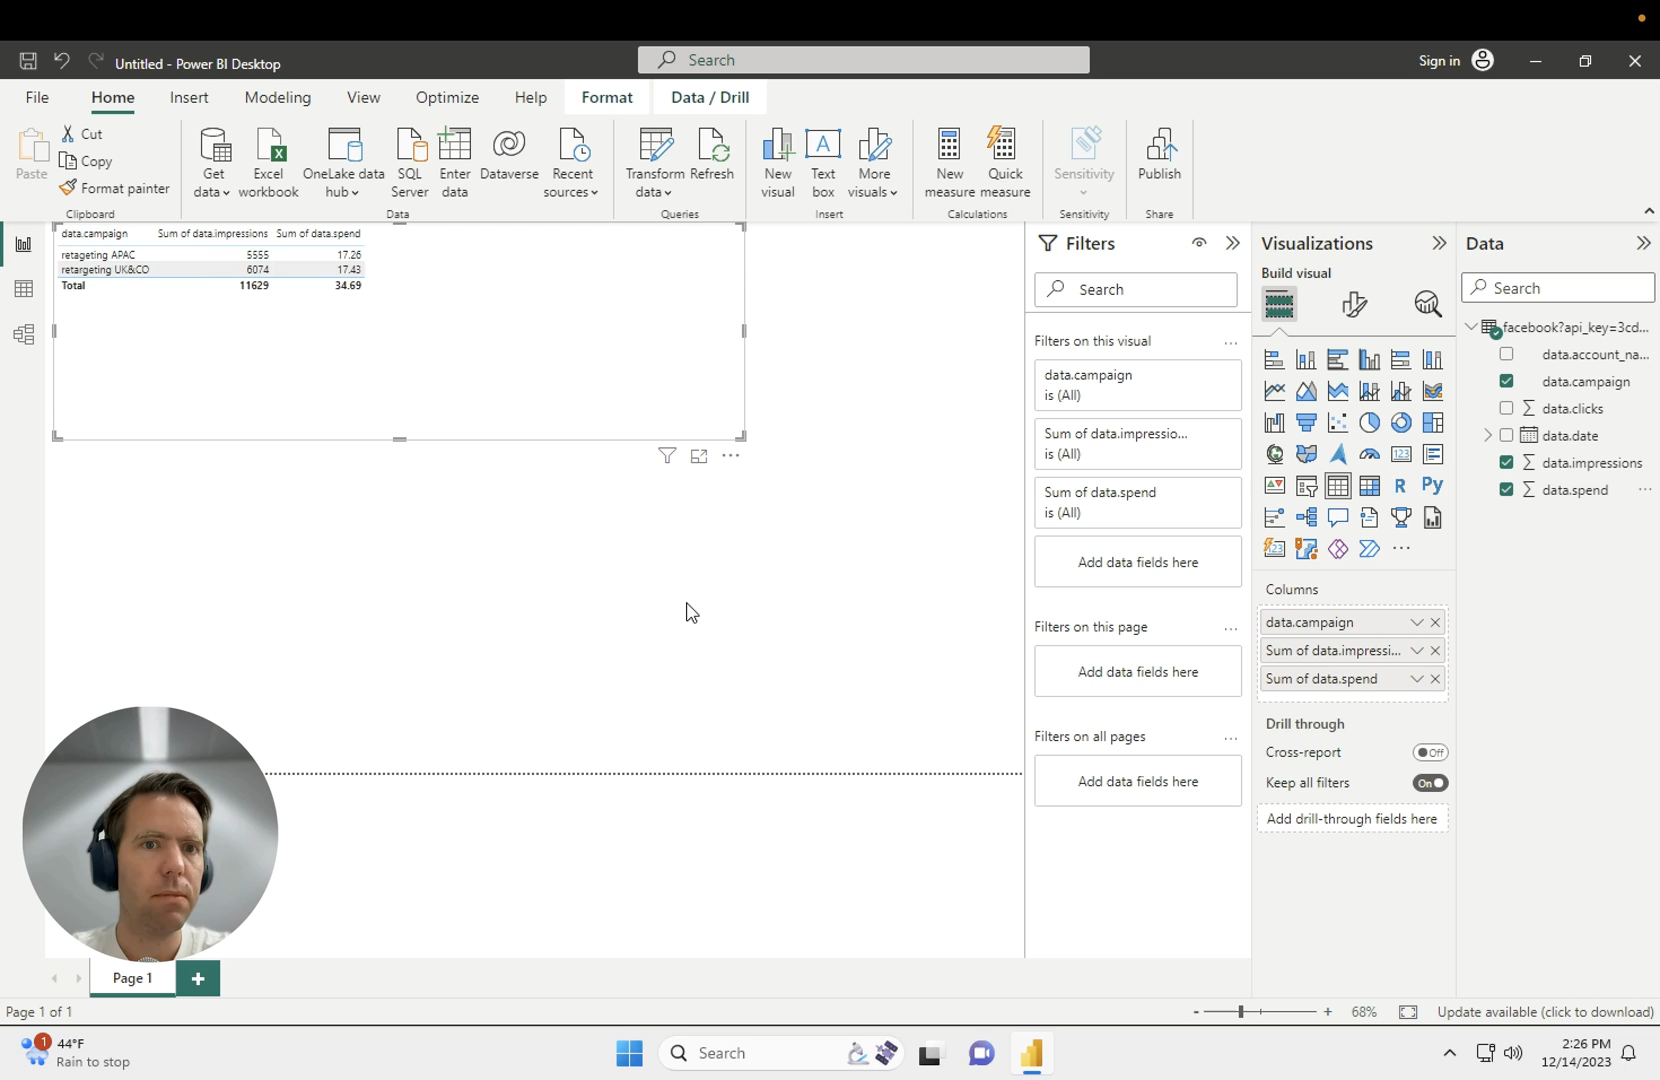 Untitled - Power BI Desktop
Search
Sign in
File
Home
Insert
Modeling
View
Optimize
Help
Format
Data / Drill
Paste
Cut
Copy
Format painter
Clipboard
Get data
Excel workbook
OneLake data hub
SQL Server
Enter data
Dataverse
Recent sources
Data
Transform data
Refresh
Queries
New visual
A
Text box
More visuals
Insert
New measure
Quick measure
Calculations
Sensitivity
Sensitivity
Publish
Share
data.campaign Sum of data.impressions Sum of data.spend
retageting APAC 5555 17.26
retargeting UK&CO 6074 17.43
Total 11629 34.69
Filters
Search
Filters on this visual
...
data.campaign
is (All)
Sum of data.impressio...
is (All)
Sum of data.spend
is (All)
Add data fields here
Filters on this page
...
Add data fields here
Filters on all pages
...
Add data fields here
Visualizations
Build visual
123
R
Py
123
...
Columns
data.campaign
Sum of data.impressi...
Sum of data.spend
Drill through
Cross-report
Off
Keep all filters
On
Add drill-through fields here
Data
Search
facebook?api_key=3cd...
data.account_na...
data.campaign
data.clicks
data.date
data.impressions
data.spend
...
Page 1
+
Page 1 of 1
- + 68%
Update available (click to download)
1
44°F
Rain to stop
Search
2:26 PM
12/14/2023